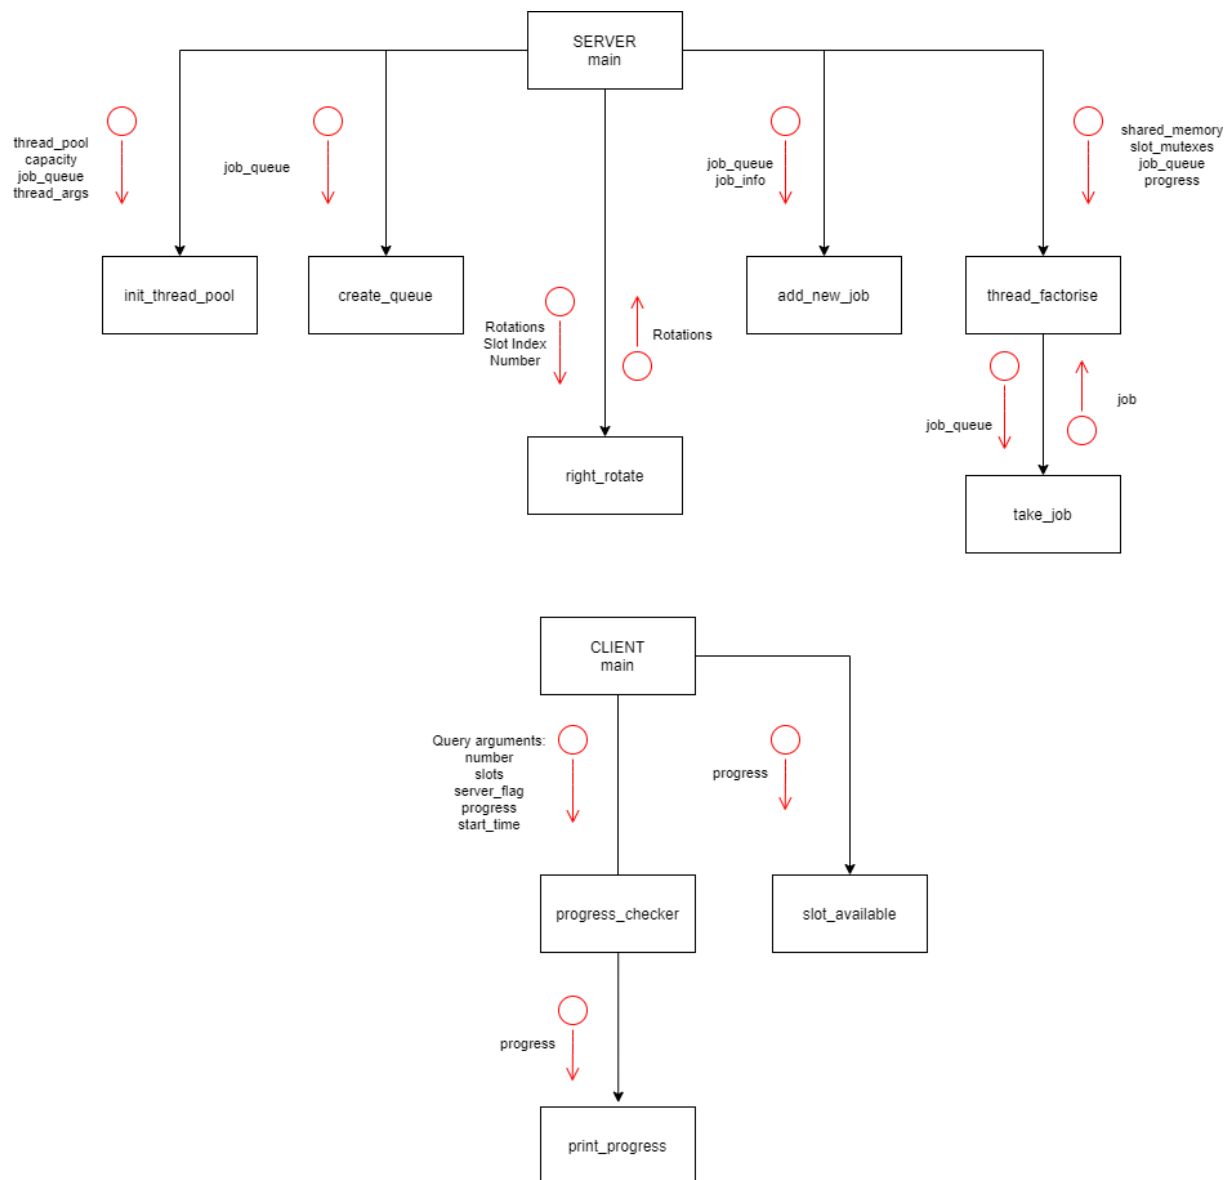 SERVER
main
thread_pool
capacity
job_queue
thread_args
job_queue
job_queue
job_info
shared_memory
slot_mutexes
job_queue
progress
init_thread_pool
create_queue
add_new_job
thread_factorise
Rotations
Slot Index
Number
Rotations
job_queue
job
right_rotate
take_job
CLIENT
main
Query arguments:
number
slots
server_flag
progress
start_time
progress
progress_checker
slot_available
progress
print_progress